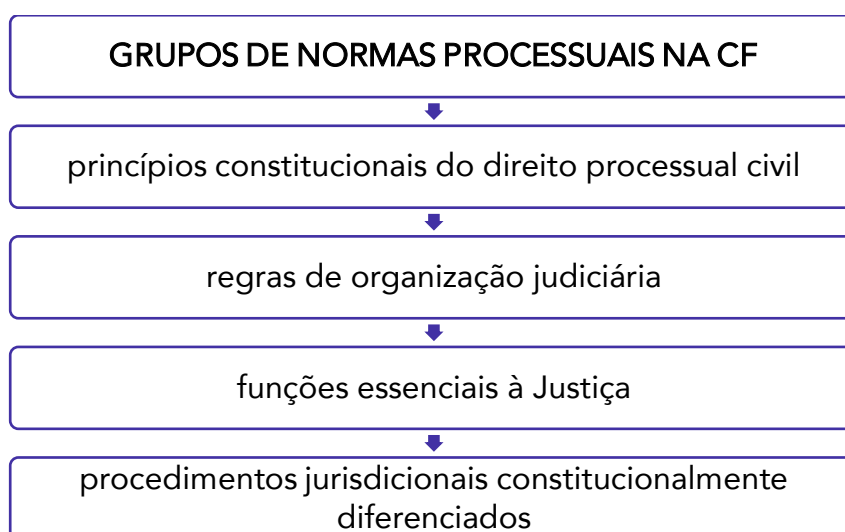 GRUPOS DE NORMAS PROCESSUAIS NA CF
princípios constitucionais do direito processual civil
regras de organização judiciária
funções essenciais à Justiça
procedimentos jurisdicionais constitucionalmente
diferenciados